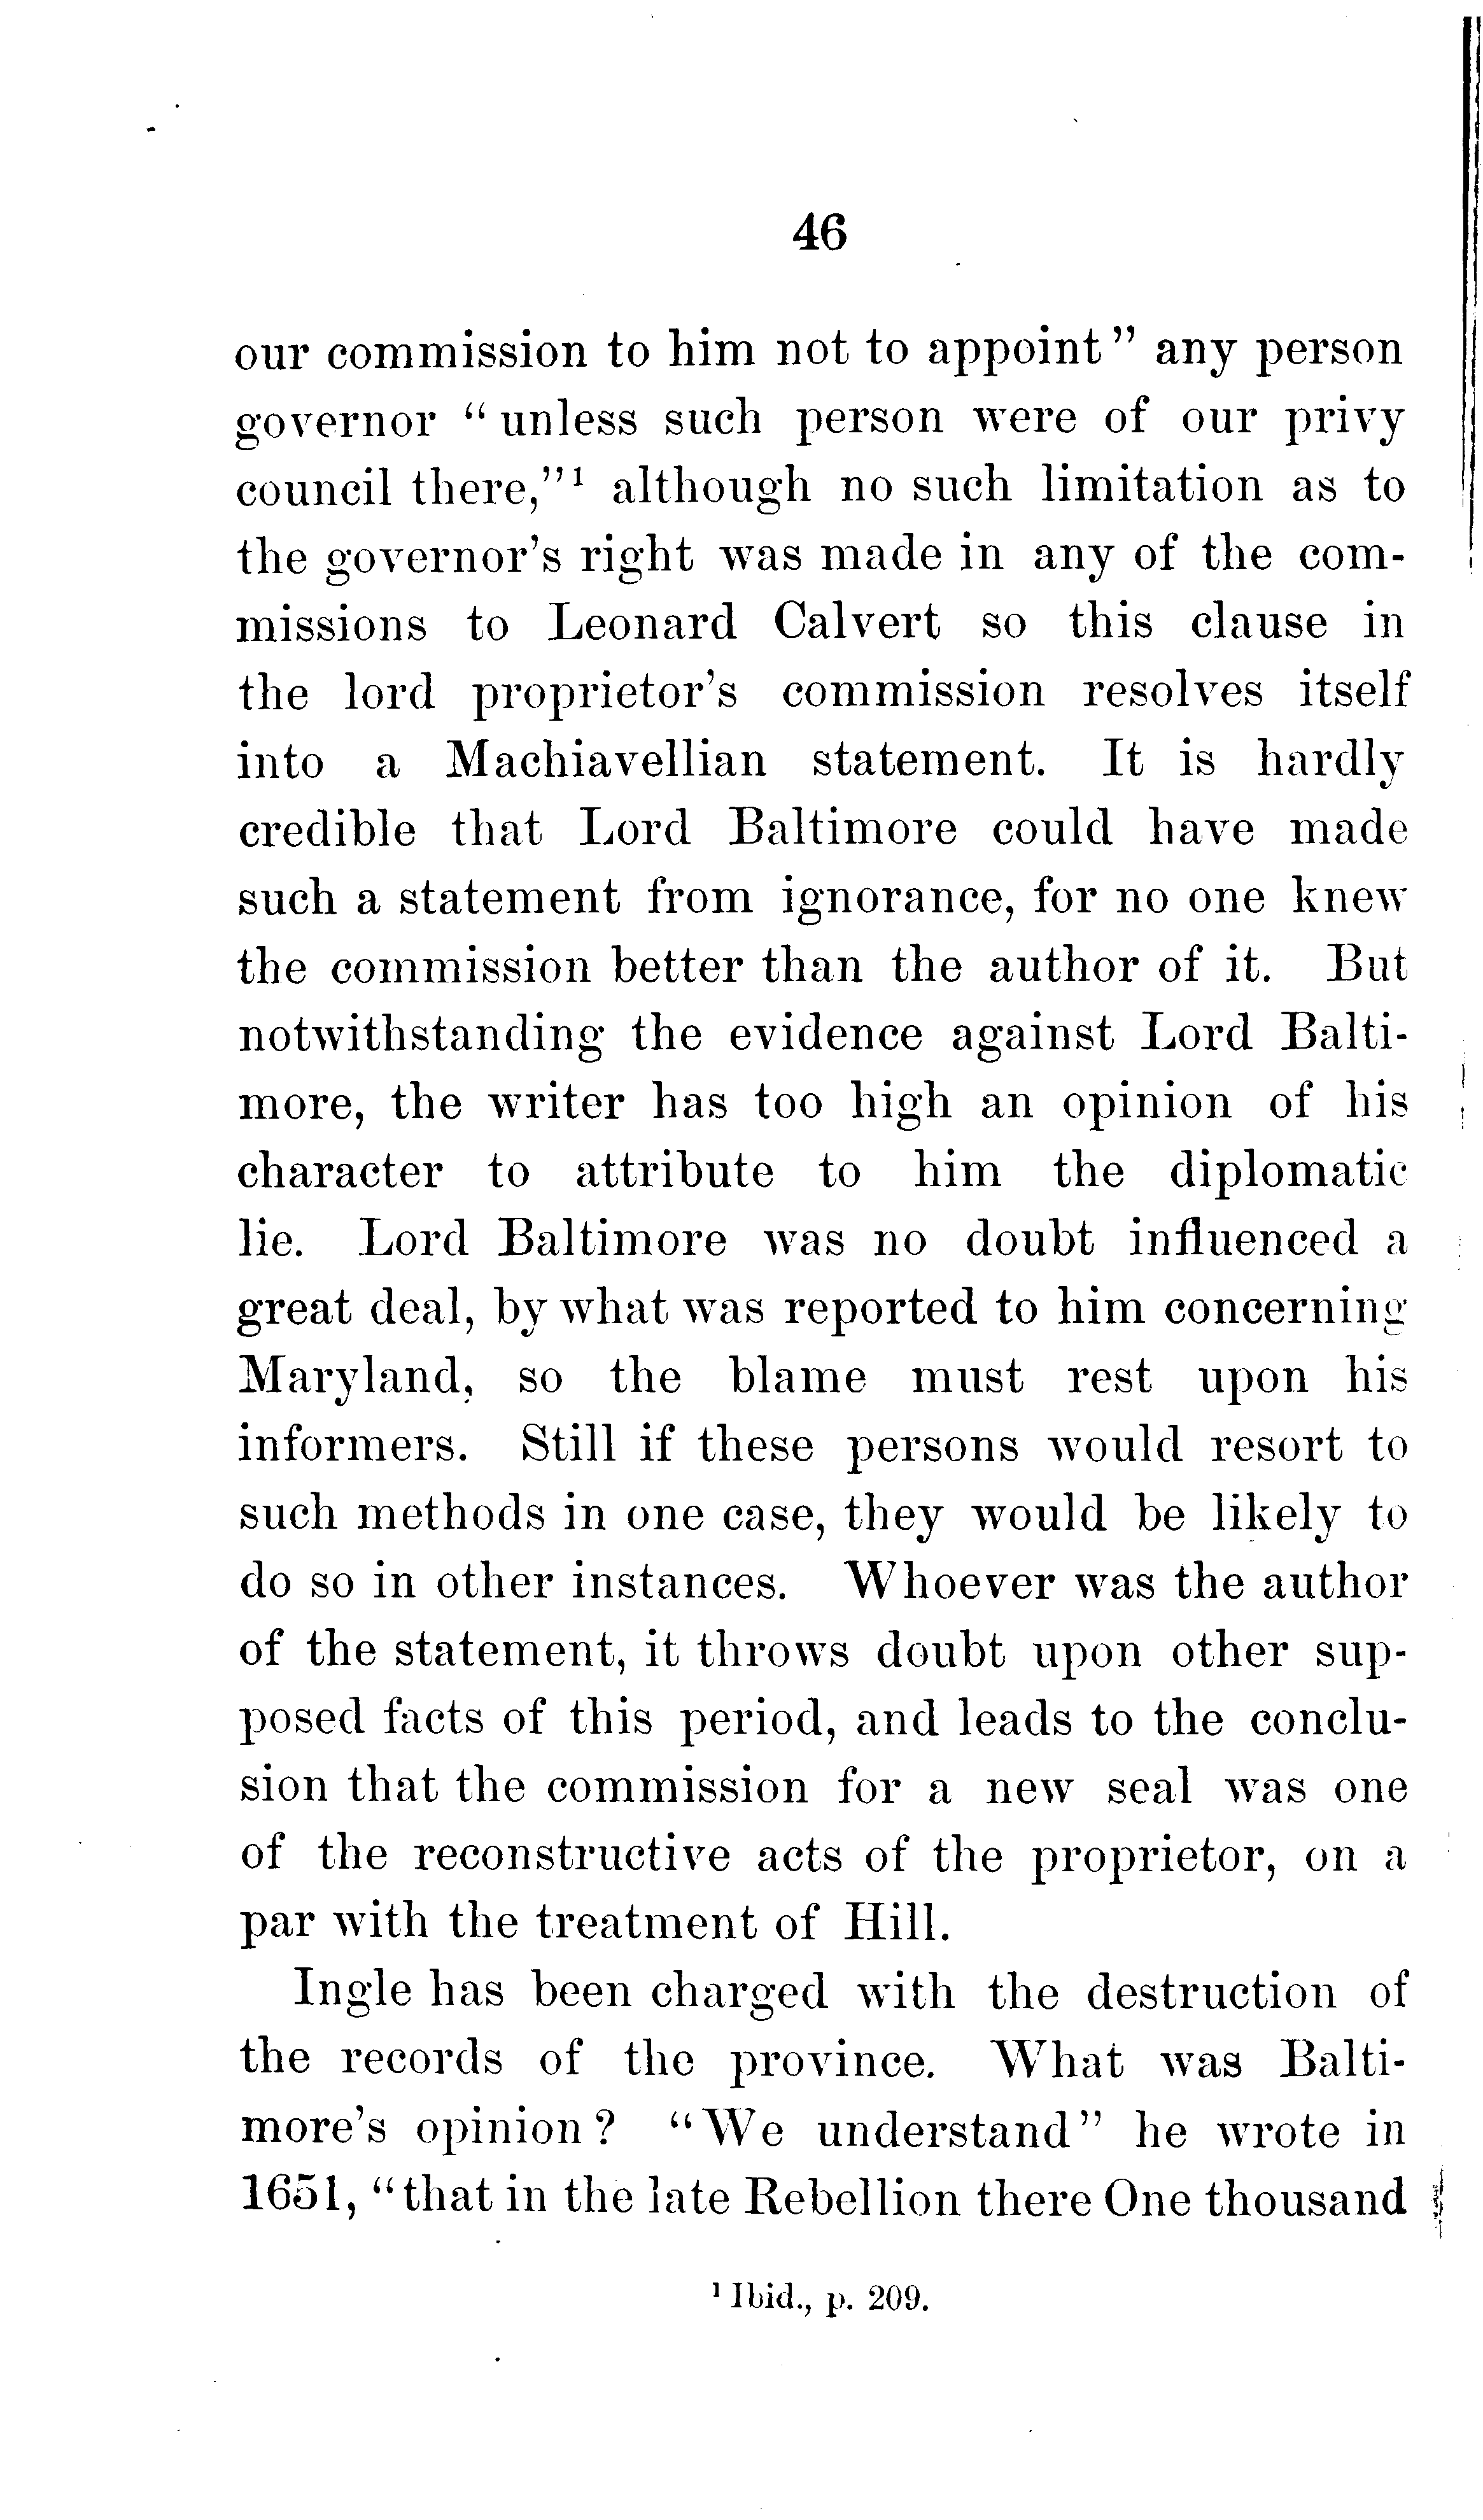 46
our commission to him not to appoint" any person
governor "unless such person were of our privy
council there,"¹ although no such limitation as to
the governor's right was made in any of the com-
missions to Leonard Calvert so this clause in
the lord proprietor's commission resolves itself
into a Machiavellian statement. It is hardly
credible that Lord Baltimore could have made
such a statement from ignorance, for no one knew
the commission better than the author of it. But
notwithstanding the evidence against Lord Balti-
more, the writer has too high an opinion of his
character to attribute to him the diplomatic
lie. Lord Baltimore was no doubt influenced a
great deal, by what was reported to him concerning
Maryland, so the blame must rest upon his
informers. Still if these persons would resort to
such methods in one case, they would be likely to
do so in other instances. Whoever was the author
of the statement, it throws doubt upon other sup-
posed facts of this period, and leads to the conclu-
sion that the commission for a new seal was one
of the reconstructive acts of the proprietor, on a
par with the treatment of Hill.
Ingle has been charged with the destruction of
the records of the province. What was Balti-
more's opinion? "We understand" he wrote in
1651, "that in the late Rebellion there One thousand
¹ Ibid., p. 209.